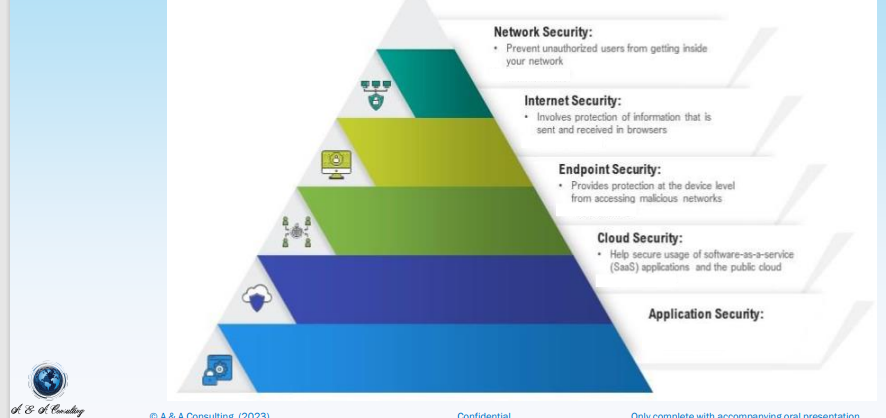 Network Security:
• Prevent unauthorized users from getting inside
your network
Internet Security:
• Involves protection of information that is
sent and received in browsers
Endpoint Security:
• Provides protection at the device level
from accessing malicious networks
Cloud Security:
• Help secure usage of software-as-a-service
(SaaS) applications and the public cloud
Application Security:
A. & A. Consulting
© A & A Consulting (2023)
Confidential
Only complete with accompanying oral presentation